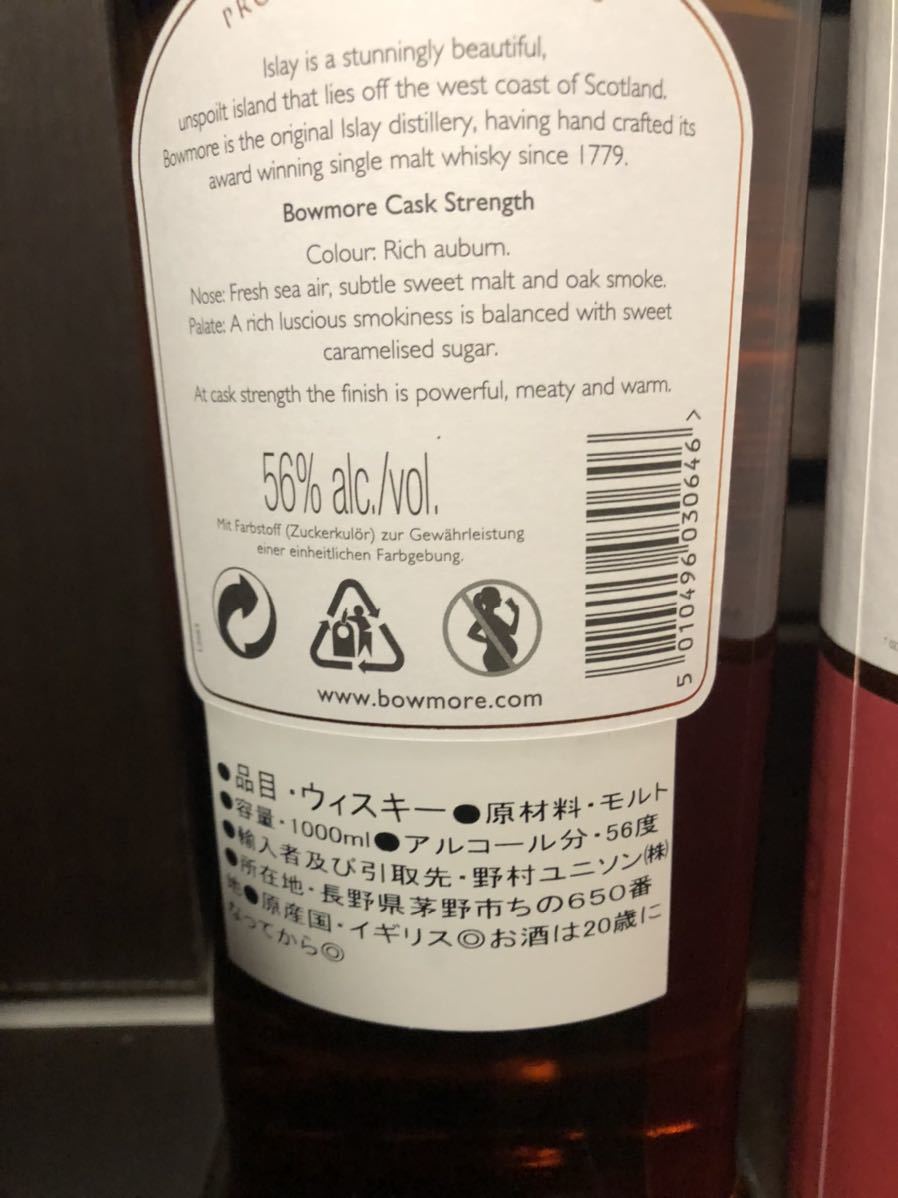 Islay is a stunningly beautiful,
unspoilt island that lies off the west coast of Scotland.
Bowmore is the original Islay distillery, having hand crafted its
award winning single malt whisky since 1779.
Bowmore Cask Strength
Colour: Rich auburn.
Nose: Fresh sea air, subtle sweet malt and oak smoke.
Palate: A rich luscious smokiness is balanced with sweet
caramelised sugar.
At cask strength the finish is powerful, meaty and warm.
56% alc./vol.
Mit Farbstoff (Zuckerkulör) zur Gewährleistung
einer einheitlichen Farbgebung.
5 010496 030646 >
www.bowmore.com
●品目・ウィスキー●原材料・モルト
●容量・1000ml●アルコール分・56度
●輸入者及び引取先・野村ユニソン㈱
●所在地・長野県茅野市ちの650番
地●原産国・イギリス◎お酒は20歳に
なってから◎